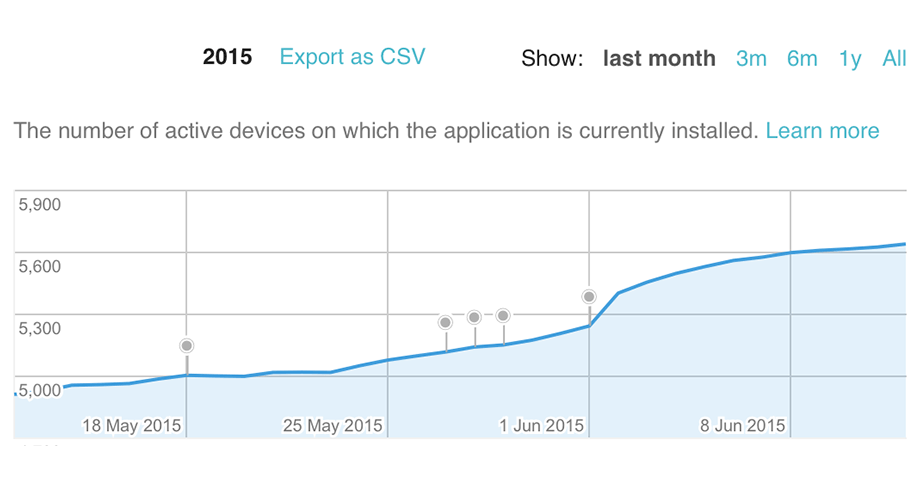 2015 Export as CSV Show: last month 3m 6m 1y All
The number of active devices on which the application is currently installed. Learn more
5,900
5,600
5,300
5,000
18 May 2015 25 May 2015 1 Jun 2015 8 Jun 2015